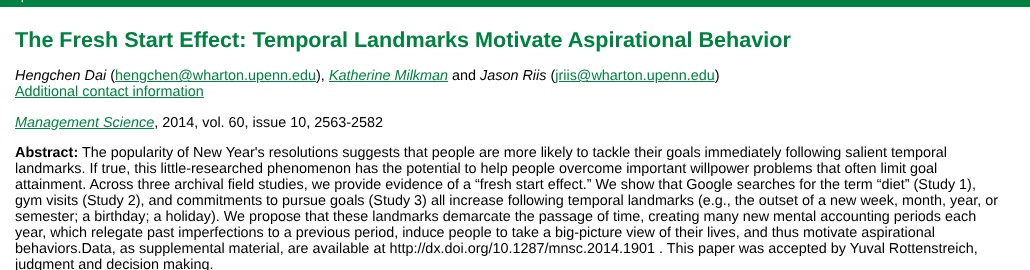 The Fresh Start Effect: Temporal Landmarks Motivate Aspirational Behavior
Hengchen Dai (hengchen@wharton.upenn.edu), Katherine Milkman and Jason Riis (jriis@wharton.upenn.edu)
Additional contact information
Management Science, 2014, vol. 60, issue 10, 2563-2582
Abstract: The popularity of New Year's resolutions suggests that people are more likely to tackle their goals immediately following salient temporal
landmarks. If true, this little-researched phenomenon has the potential to help people overcome important willpower problems that often limit goal
attainment. Across three archival field studies, we provide evidence of a “fresh start effect.” We show that Google searches for the term “diet” (Study 1),
gym visits (Study 2), and commitments to pursue goals (Study 3) all increase following temporal landmarks (e.g., the outset of a new week, month, year, or
semester; a birthday; a holiday). We propose that these landmarks demarcate the passage of time, creating many new mental accounting periods each
year, which relegate past imperfections to a previous period, induce people to take a big-picture view of their lives, and thus motivate aspirational
behaviors.Data, as supplemental material, are available at http://dx.doi.org/10.1287/mnsc.2014.1901 . This paper was accepted by Yuval Rottenstreich,
judgment and decision making.